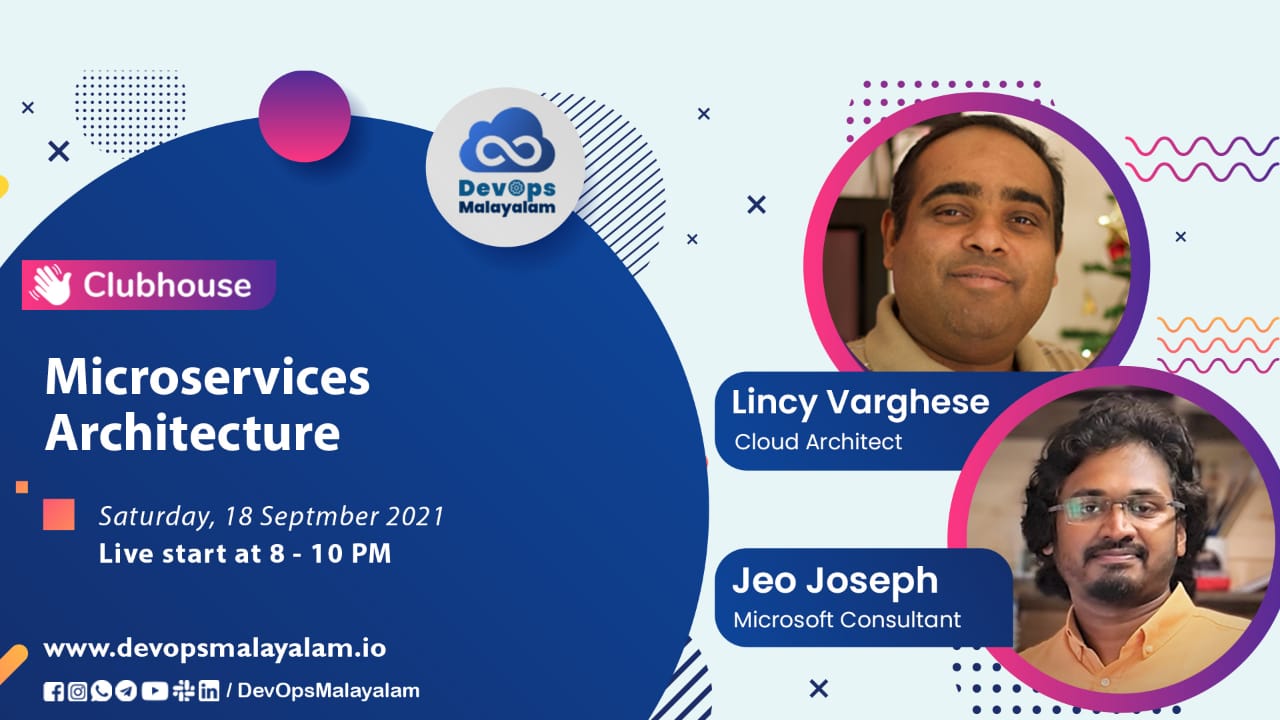 DevOps
Malayalam
Clubhouse
Microservices
Architecture
Saturday, 18 Septmber 2021
Live start at 8 - 10 PM
www.devopsmalayalam.io
/ DevOpsMalayalam
Lincy Varghese
Cloud Architect
Jeo Joseph
Microsoft Consultant